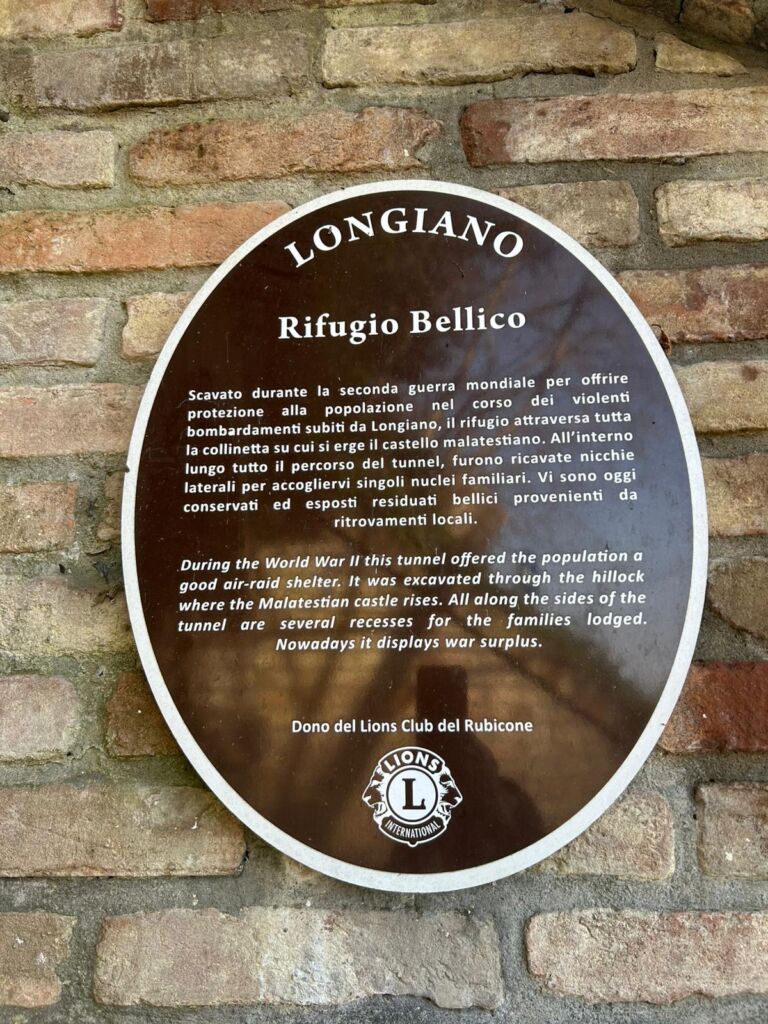 LONGIANO
Rifugio Bellico
Scavato durante la seconda guerra mondiale per offrire
protezione alla popolazione nel corso dei violenti
bombardamenti subiti da Longiano, il rifugio attraversa tutta
la collinetta su cui si erge il castello malatestiano. All'interno
lungo tutto il percorso del tunnel, furono ricavate nicchie
laterali per accogliervi singoli nuclei familiari. Vi sono oggi
conservati ed esposti residuati bellici provenienti da
ritrovamenti locali.
During the World War II this tunnel offered the population a
good air-raid shelter. It was excavated through the hillock
where the Malatestian castle rises. All along the sides of the
tunnel are several recesses for the families lodged.
Nowadays it displays war surplus.
Dono del Lions Club del Rubicone
LIONS
L
INTERNATIONAL